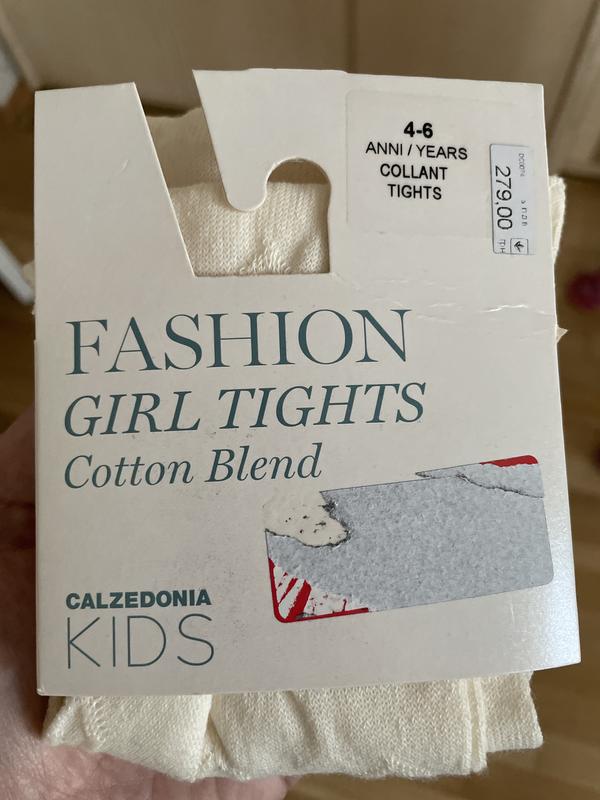 4-6
ANNI / YEARS
COLLANT
TIGHTS
279,00
FASHION
GIRL TIGHTS
Cotton Blend
CALZEDONIA
KIDS